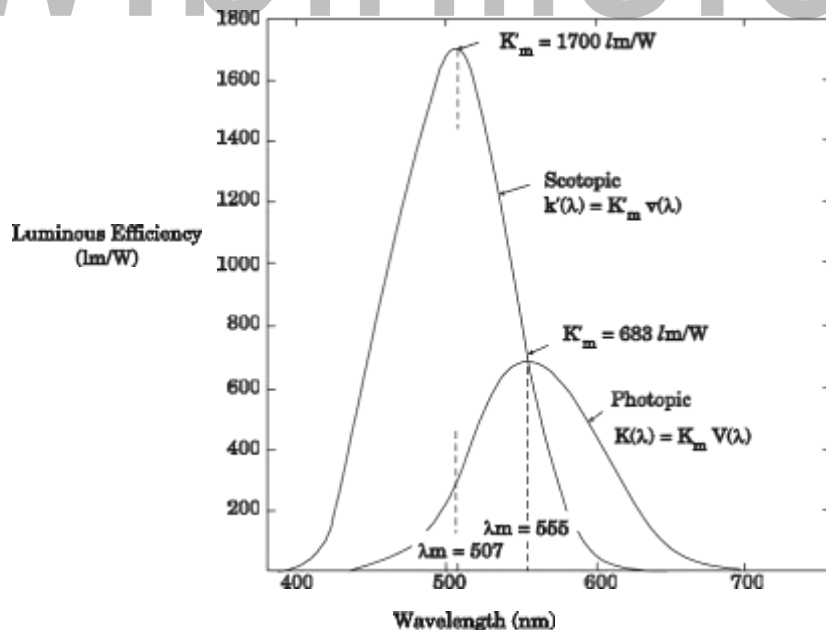 1800
K'm = 1700 lm/W
1600
1400
Scotopic
k'(λ) = K'm v(λ)
1200
Luminous Efficiency
(lm/W)
1000
800
K'm = 683 lm/W
600
Photopic
K(λ) = Km V(λ)
400
200
λm = 555
λm = 507
400 500 600 700
Wavelength (nm)